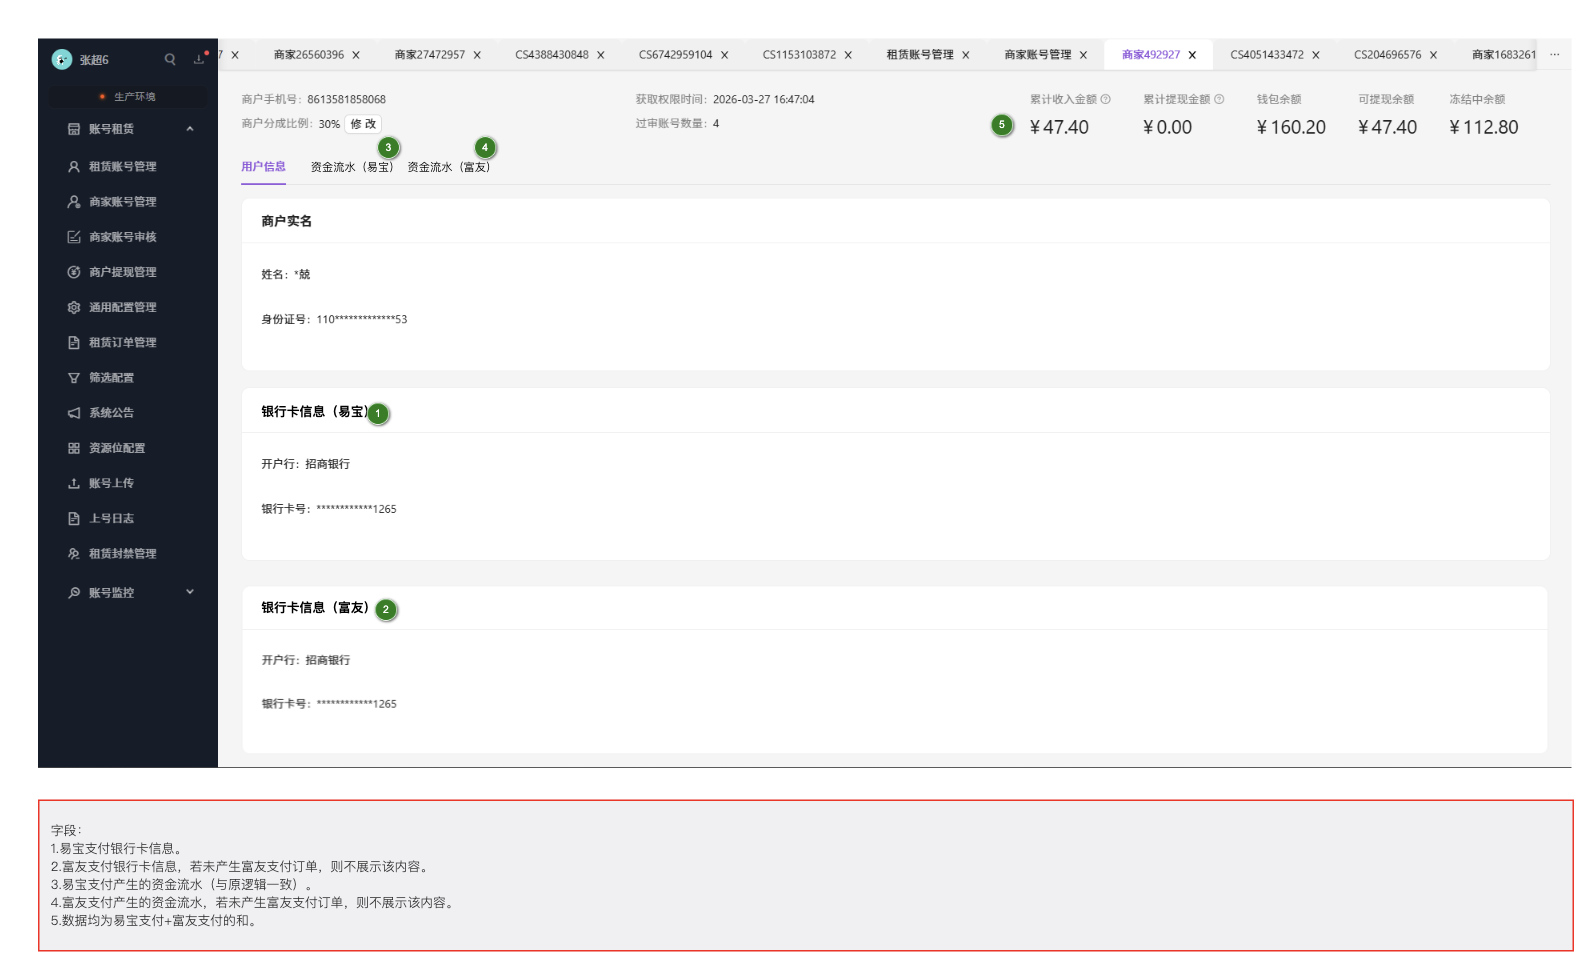 张超6
7 ×
商家26560396 ×
商家27472957 ×
CS4388430848 ×
CS6742959104 ×
CS1153103872 ×
租赁账号管理 ×
商家账号管理 ×
商家492927 ×
CS4051433472 ×
CS204696576 ×
商家1683261
...
生产环境
账号租赁
租赁账号管理
商家账号管理
商家账号审核
商户提现管理
通用配置管理
租赁订单管理
筛选配置
系统公告
资源位配置
账号上传
上号日志
租赁封禁管理
账号监控
商户手机号：8613581858068
获取权限时间：2026-03-27 16:47:04
商户分成比例：30% 修 改
过审账号数量：4
5
累计收入金额
¥47.40
累计提现金额
¥0.00
钱包余额
¥160.20
可提现余额
¥47.40
冻结中余额
¥112.80
3
4
用户信息
资金流水（易宝）
资金流水（富友）
商户实名
姓名：*兢
身份证号：110*************53
银行卡信息（易宝） 1
开户行：招商银行
银行卡号：************1265
银行卡信息（富友） 2
开户行：招商银行
银行卡号：************1265
字段：
1.易宝支付银行卡信息。
2.富友支付银行卡信息，若未产生富友支付订单，则不展示该内容。
3.易宝支付产生的资金流水（与原逻辑一致）。
4.富友支付产生的资金流水，若未产生富友支付订单，则不展示该内容。
5.数据均为易宝支付+富友支付的和。